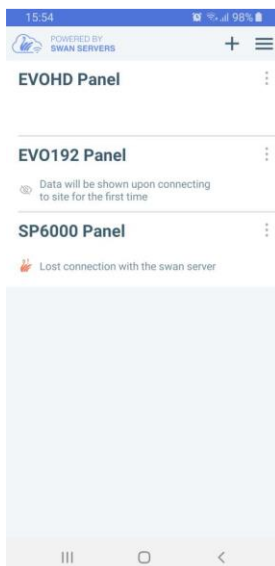 15:54
98%
POWERED BY
SWAN SERVERS
EVOHD Panel
EVO192 Panel
Data will be shown upon connecting
to site for the first time
SP6000 Panel
Lost connection with the swan server